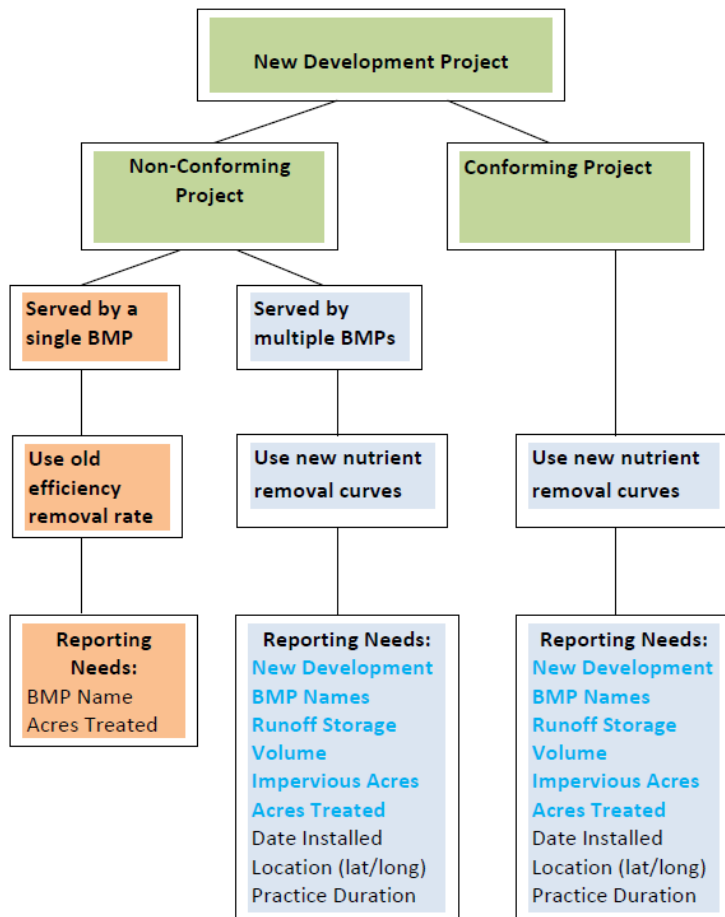 New Development Project
Non-Conforming
Project
Conforming Project
Served by a
single BMP
Served by
multiple BMPs
Use old
efficiency
removal rate
Use new nutrient
removal curves
Use new nutrient
removal curves
Reporting
Needs:
BMP Name
Acres Treated
Reporting Needs:
New Development
BMP Names
Runoff Storage
Volume
Impervious Acres
Acres Treated
Date Installed
Location (lat/long)
Practice Duration
Reporting Needs:
New Development
BMP Names
Runoff Storage
Volume
Impervious Acres
Acres Treated
Date Installed
Location (lat/long)
Practice Duration